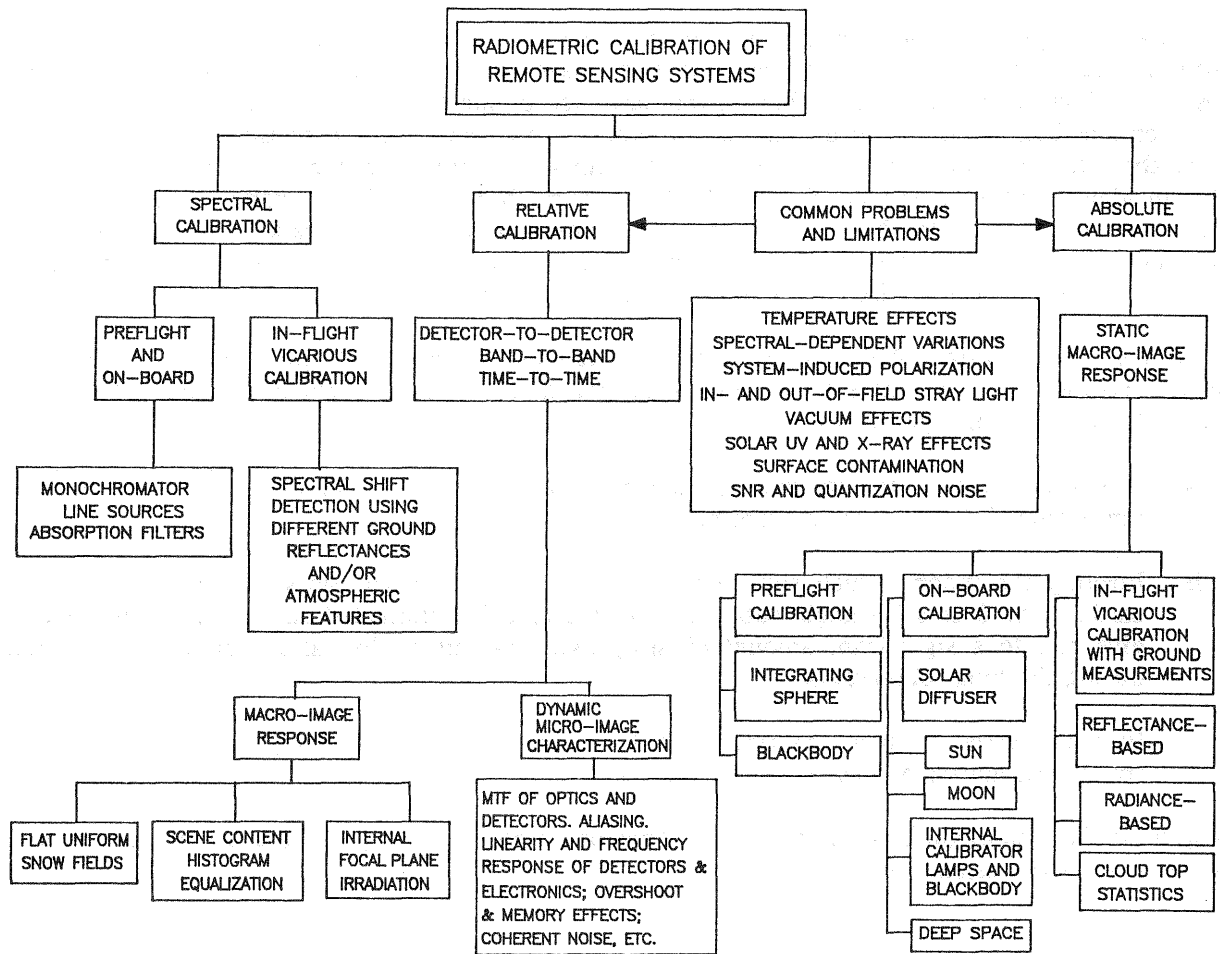 RADIOMETRIC CALIBRATION OF
REMOTE SENSING SYSTEMS
SPECTRAL
CALIBRATION
RELATIVE
CALIBRATION
COMMON PROBLEMS
AND LIMITATIONS
ABSOLUTE
CALIBRATION
PREFLIGHT
AND
ON-BOARD
IN-FLIGHT
VICARIOUS
CALIBRATION
DETECTOR-TO-DETECTOR
BAND-TO-BAND
TIME-TO-TIME
TEMPERATURE EFFECTS
SPECTRAL-DEPENDENT VARIATIONS
SYSTEM-INDUCED POLARIZATION
IN- AND OUT-OF-FIELD STRAY LIGHT
VACUUM EFFECTS
SOLAR UV AND X-RAY EFFECTS
SURFACE CONTAMINATION
SNR AND QUANTIZATION NOISE
STATIC
MACRO-IMAGE
RESPONSE
MONOCHROMATOR
LINE SOURCES
ABSORPTION FILTERS
SPECTRAL SHIFT
DETECTION USING
DIFFERENT GROUND
REFLECTANCES
AND/OR
ATMOSPHERIC
FEATURES
PREFLIGHT
CALIBRATION
INTEGRATING
SPHERE
BLACKBODY
ON-BOARD
CALIBRATION
SOLAR
DIFFUSER
SUN
MOON
INTERNAL
CALIBRATOR
LAMPS AND
BLACKBODY
DEEP SPACE
IN-FLIGHT
VICARIOUS
CALIBRATION
WITH GROUND
MEASUREMENTS
REFLECTANCE-
BASED
RADIANCE-
BASED
CLOUD TOP
STATISTICS
MACRO-IMAGE
RESPONSE
DYNAMIC
MICRO-IMAGE
CHARACTERIZATION
FLAT UNIFORM
SNOW FIELDS
SCENE CONTENT
HISTOGRAM
EQUALIZATION
INTERNAL
FOCAL PLANE
IRRADIATION
MTF OF OPTICS AND
DETECTORS. ALIASING.
LINEARITY AND FREQUENCY
RESPONSE OF DETECTORS &
ELECTRONICS; OVERSHOOT
& MEMORY EFFECTS;
COHERENT NOISE, ETC.